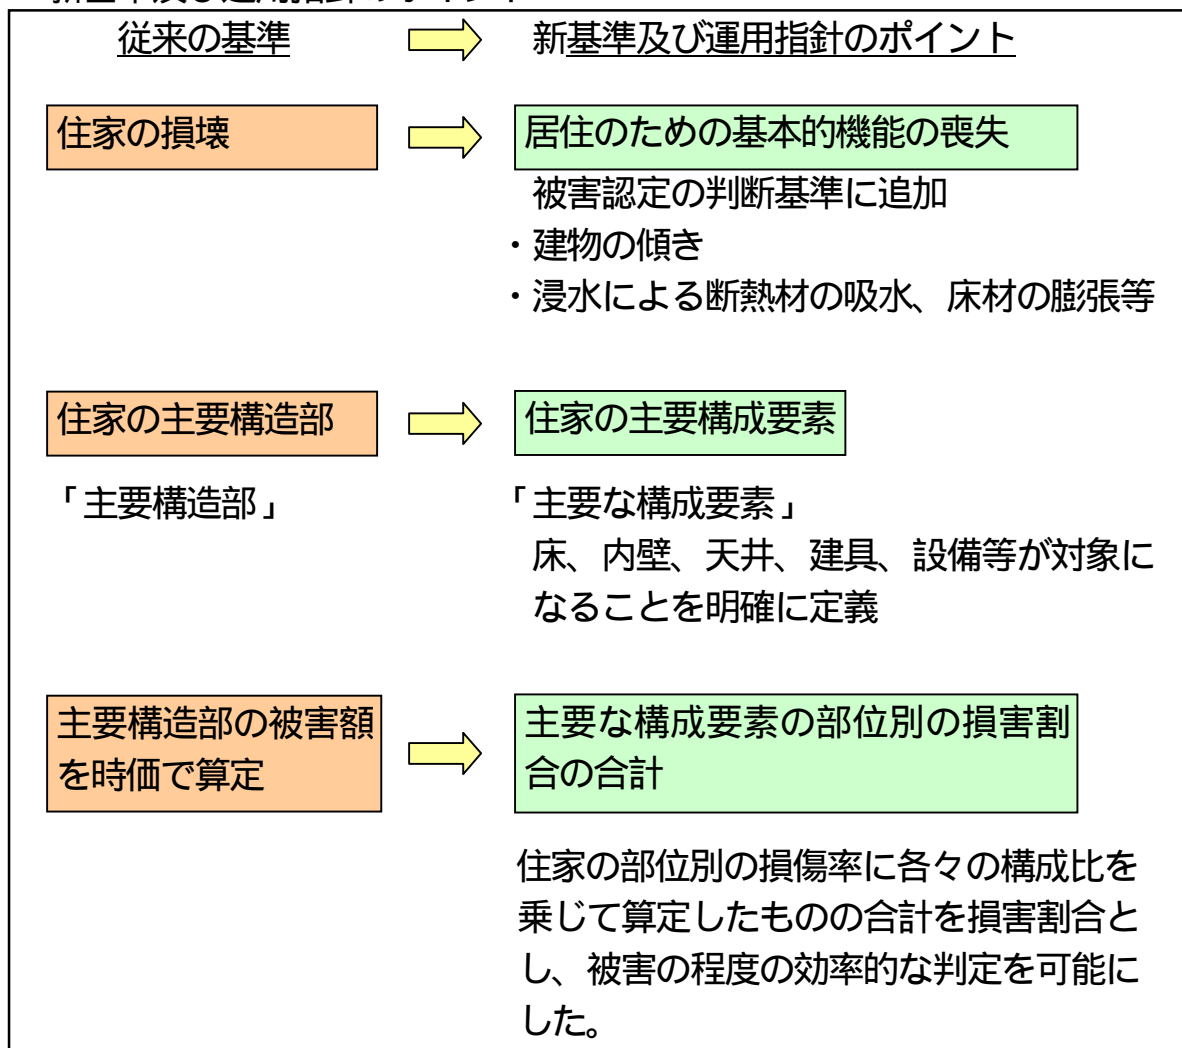 従来の基準
新基準及び運用指針のポイント
住家の損壊
居住のための基本的機能の喪失
被害認定の判断基準に追加
・建物の傾き
・浸水による断熱材の吸水、床材の膨張等
住家の主要構造部
住家の主要構成要素
「主要構造部」
「主要な構成要素」
床、内壁、天井、建具、設備等が対象に
なることを明確に定義
主要構造部の被害額
を時価で算定
主要な構成要素の部位別の損害割
合の合計
住家の部位別の損傷率に各々の構成比を
乗じて算定したものの合計を損害割合と
し、被害の程度の効率的な判定を可能に
した。